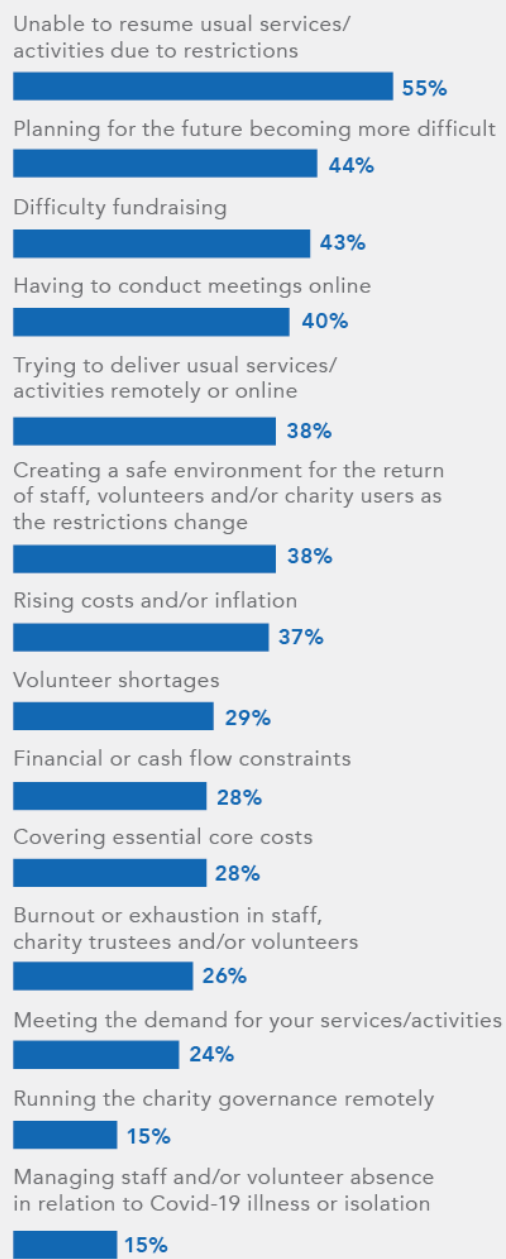 Unable to resume usual services/
activities due to restrictions
55%
Planning for the future becoming more difficult
44%
Difficulty fundraising
43%
Having to conduct meetings online
40%
Trying to deliver usual services/
activities remotely or online
38%
Creating a safe environment for the return
of staff, volunteers and/or charity users as
the restrictions change
38%
Rising costs and/or inflation
37%
Volunteer shortages
29%
Financial or cash flow constraints
28%
Covering essential core costs
28%
Burnout or exhaustion in staff,
charity trustees and/or volunteers
26%
Meeting the demand for your services/activities
24%
Running the charity governance remotely
15%
Managing staff and/or volunteer absence
in relation to Covid-19 illness or isolation
15%